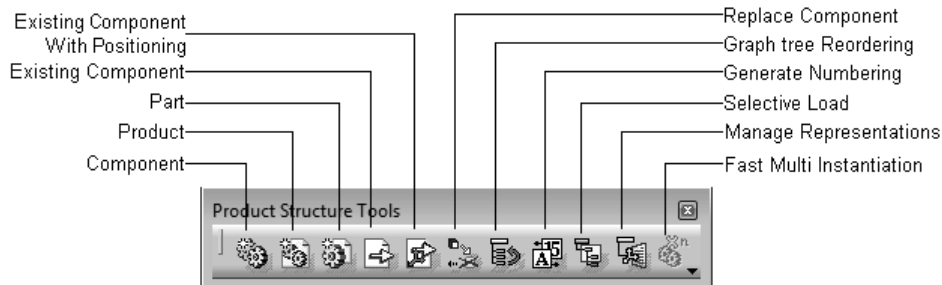 Existing Component
With Positioning
Existing Component
Part
Product
Component
Replace Component
Graph tree Reordering
Generate Numbering
Selective Load
Manage Representations
Fast Multi Instantiation
Product Structure Tools
15
A
n